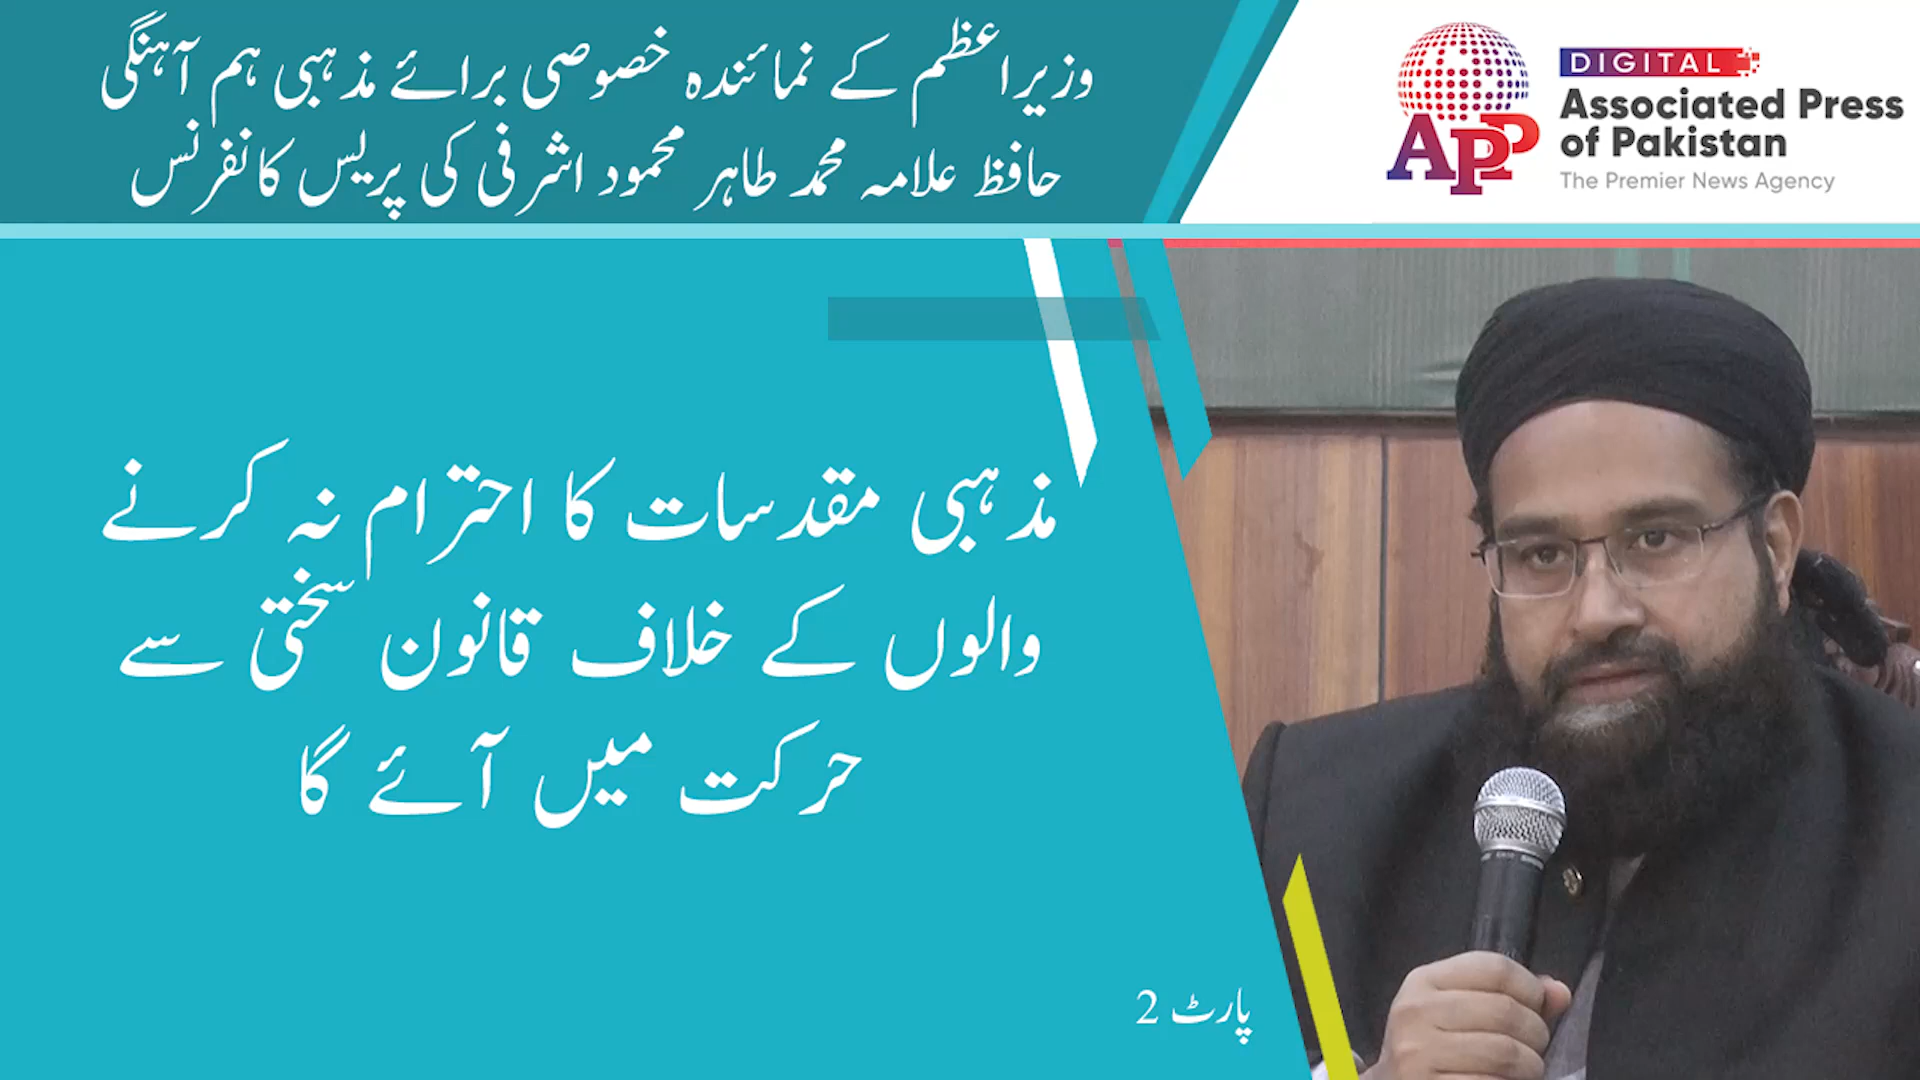 وزیراعظم کے نمائندہ خصوصی برائے مذہبی ہم آہنگی
حافظ علامہ محمد طاہر محمود اشرفی کی پریس کانفرنس
DIGITAL
APP
Associated Press
of Pakistan
The Premier News Agency
مذہبی مقدسات کا احترام نہ کرنے
والوں کے خلاف قانون سختی سے
حرکت میں آئے گا
پارٹ 2